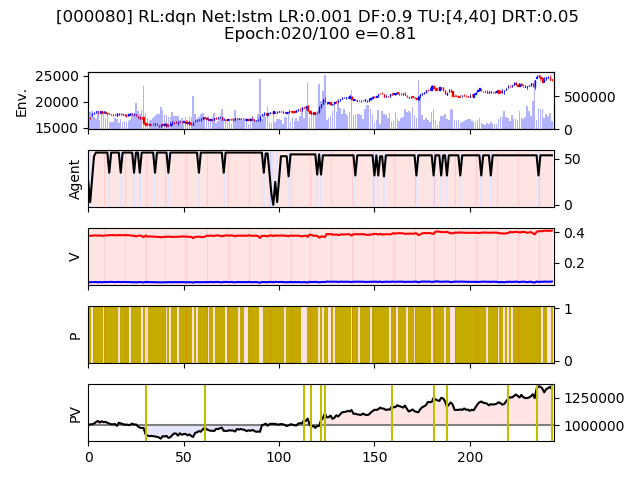 [000080] RL:dqn Net:lstm LR:0.001 DF:0.9 TU:[4,40] DRT:0.05
Epoch:020/100 e=0.81
Env.
25000
20000
15000
500000
0
Agent
50
0
V
0.4
0.2
P
1
0
PV
1250000
1000000
0 50 100 150 200